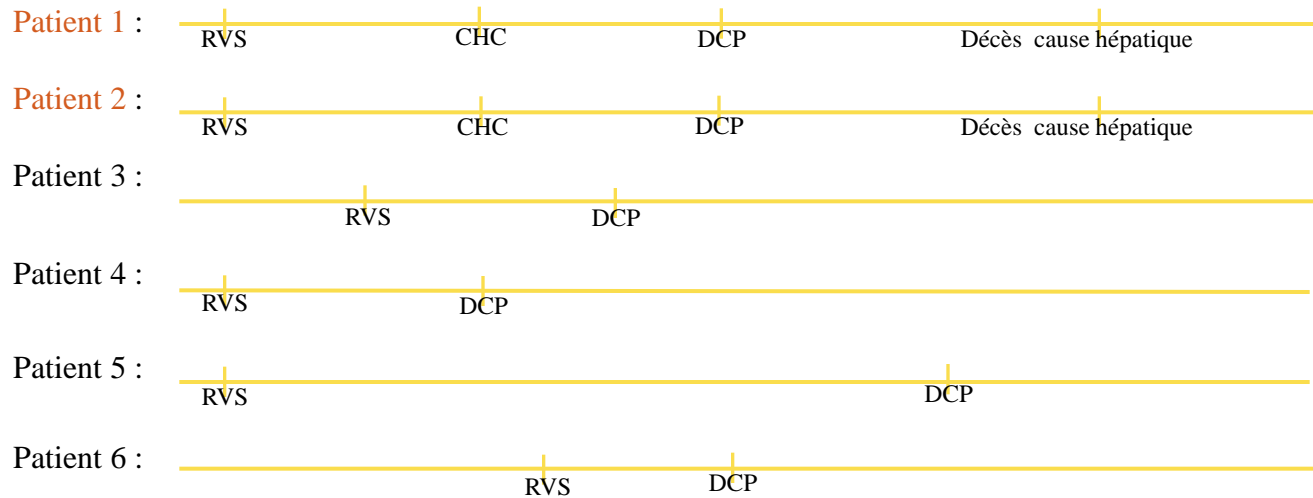 Patient 1 :
RVS CHC DCP Décès cause hépatique
Patient 2 :
RVS CHC DCP Décès cause hépatique
Patient 3 :
RVS DCP
Patient 4 :
RVS DCP
Patient 5 :
RVS DCP
Patient 6 :
RVS DCP